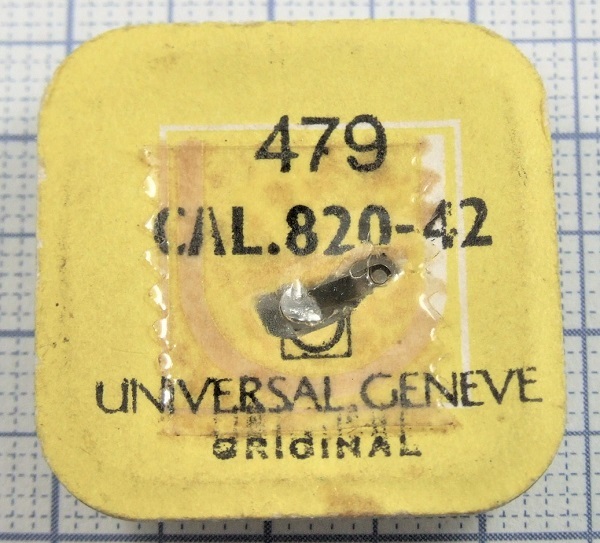 479
CAL.820-42
UNIVERSAL GENEVE
ORIGINAL